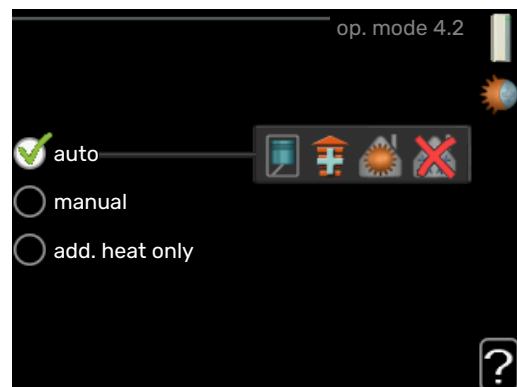 op. mode 4.2
auto
manual
add. heat only
?